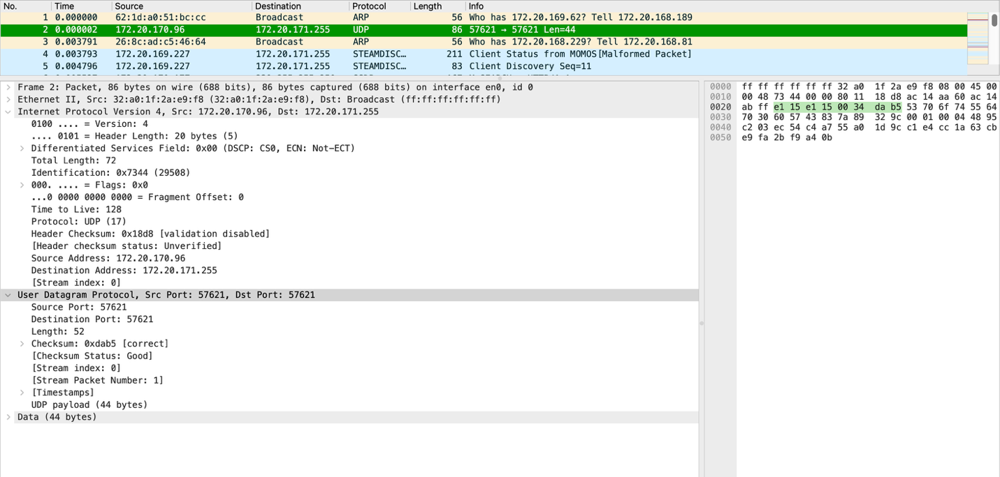 No. Time Source Destination Protocol Length Info
1 0.000000 62:1d:a0:51:bc:cc Broadcast ARP 56 Who has 172.20.169.62? Tell 172.20.168.189
2 0.000002 172.20.170.96 172.20.171.255 UDP 86 57621 → 57621 Len=44
3 0.003791 26:8c:ad:c5:46:64 Broadcast ARP 56 Who has 172.20.168.229? Tell 172.20.168.81
4 0.003793 172.20.169.227 172.20.171.255 STEAMDISC… 211 Client Status from MOMOS[Malformed Packet]
5 0.004796 172.20.169.227 172.20.171.255 STEAMDISC… 83 Client Discovery Seq=11
Frame 2: Packet, 86 bytes on wire (688 bits), 86 bytes captured (688 bits) on interface en0, id 0
Ethernet II, Src: 32:a0:1f:2a:e9:f8 (32:a0:1f:2a:e9:f8), Dst: Broadcast (ff:ff:ff:ff:ff:ff)
Internet Protocol Version 4, Src: 172.20.170.96, Dst: 172.20.171.255
0100 .... = Version: 4
.... 0101 = Header Length: 20 bytes (5)
Differentiated Services Field: 0x00 (DSCP: CS0, ECN: Not-ECT)
Total Length: 72
Identification: 0x7344 (29508)
000. .... = Flags: 0x0
...0 0000 0000 0000 = Fragment Offset: 0
Time to Live: 128
Protocol: UDP (17)
Header Checksum: 0x18d8 [validation disabled]
[Header checksum status: Unverified]
Source Address: 172.20.170.96
Destination Address: 172.20.171.255
[Stream index: 0]
User Datagram Protocol, Src Port: 57621, Dst Port: 57621
Source Port: 57621
Destination Port: 57621
Length: 52
Checksum: 0xdab5 [correct]
[Checksum Status: Good]
[Stream index: 0]
[Stream Packet Number: 1]
[Timestamps]
UDP payload (44 bytes)
Data (44 bytes)
0000 ff ff ff ff ff ff 32 a0 1f 2a e9 f8 08 00 45 00
0010 00 48 73 44 00 00 80 11 18 d8 ac 14 aa 60 ac 14
0020 ab ff e1 15 e1 15 00 34 da b5 53 70 6f 74 55 64
0030 70 30 60 57 43 83 7a 89 32 9c 00 01 00 04 48 95
0040 c2 03 ec 54 c4 a7 55 a0 1d 9c c1 e4 cc 1a 63 cb
0050 e9 fa 2b f9 a4 0b